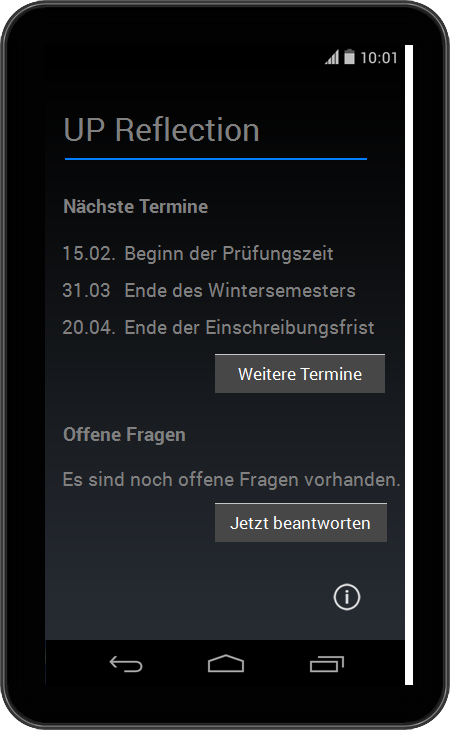 10:01
UP Reflection
Nächste Termine
15.02. Beginn der Prüfungszeit
31.03 Ende des Wintersemesters
20.04. Ende der Einschreibungsfrist
Weitere Termine
Offene Fragen
Es sind noch offene Fragen vorhanden.
Jetzt beantworten